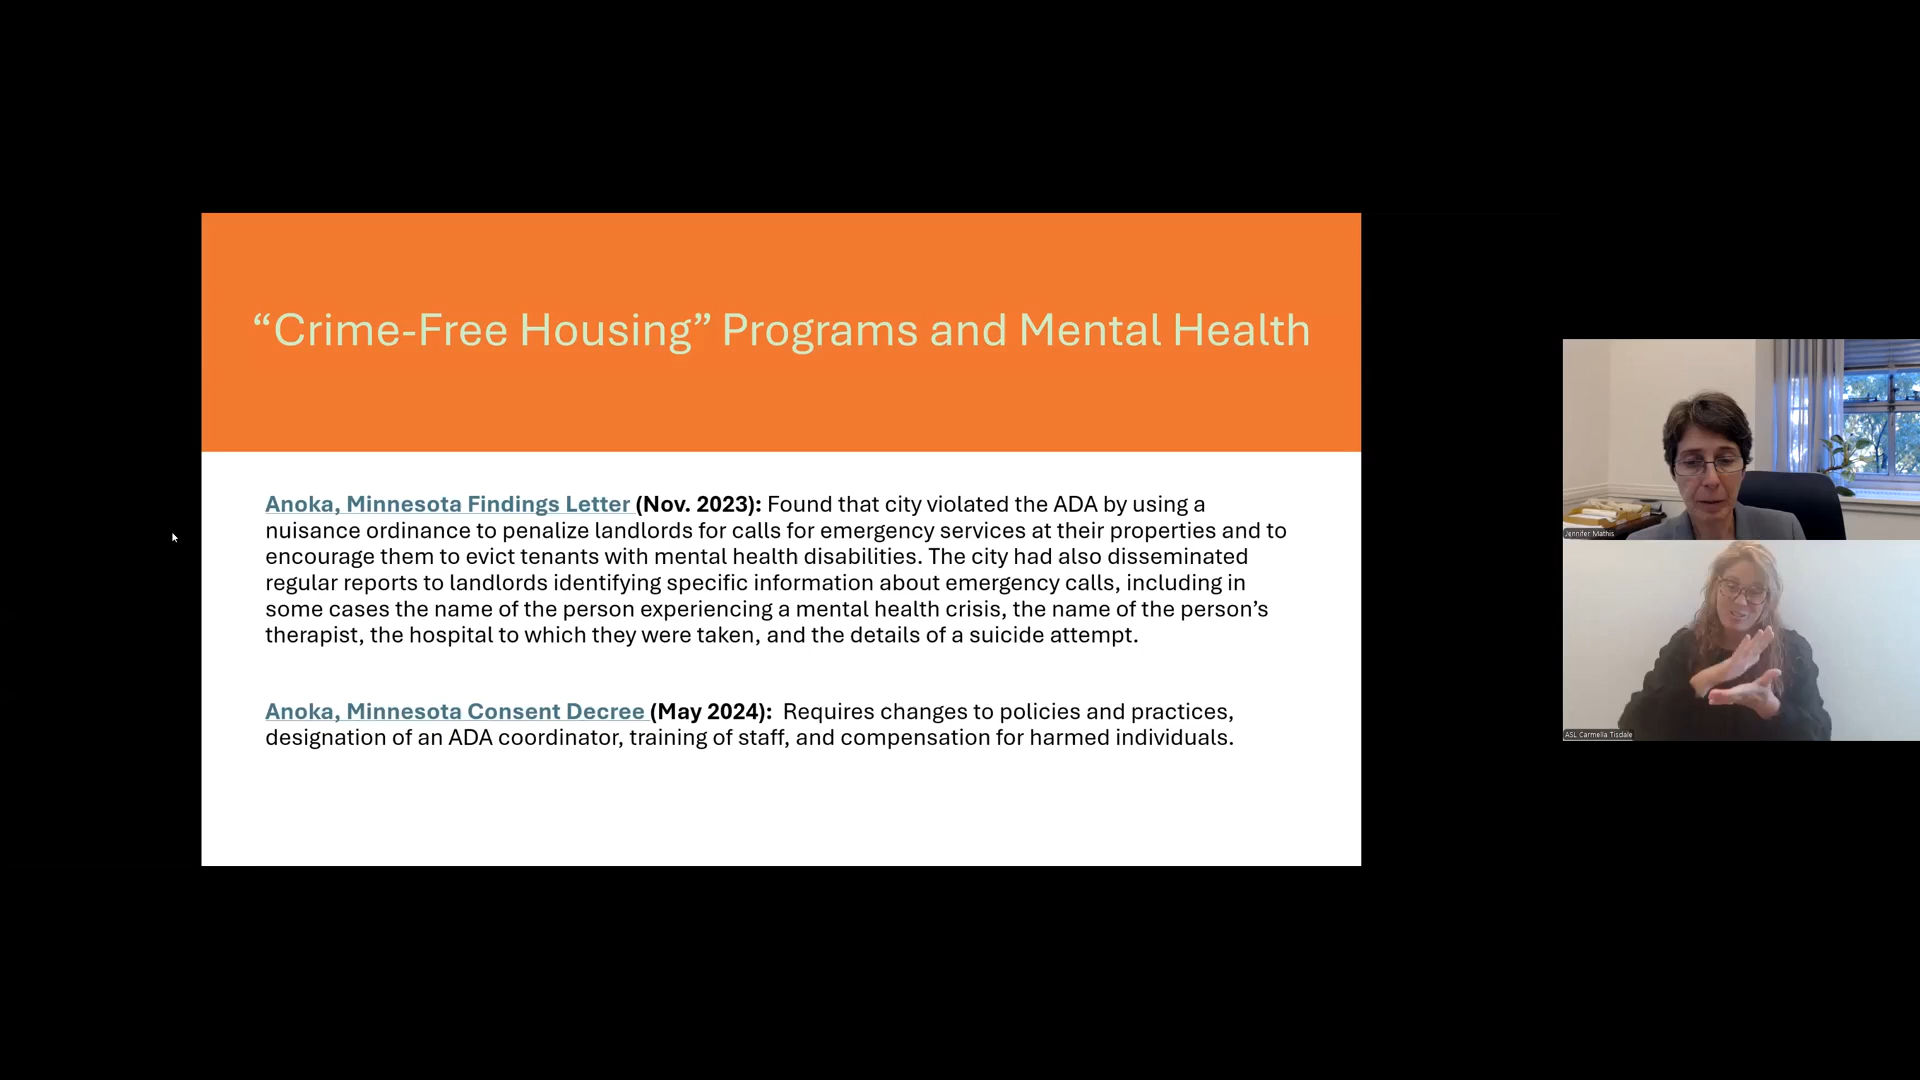 “Crime-Free Housing” Programs and Mental Health
Anoka, Minnesota Findings Letter (Nov. 2023): Found that city violated the ADA by using a
nuisance ordinance to penalize landlords for calls for emergency services at their properties and to
encourage them to evict tenants with mental health disabilities. The city had also disseminated
regular reports to landlords identifying specific information about emergency calls, including in
some cases the name of the person experiencing a mental health crisis, the name of the person’s
therapist, the hospital to which they were taken, and the details of a suicide attempt.
Anoka, Minnesota Consent Decree (May 2024):  Requires changes to policies and practices,
designation of an ADA coordinator, training of staff, and compensation for harmed individuals.
Jennifer Mathis
ASL Carmella Tisdale